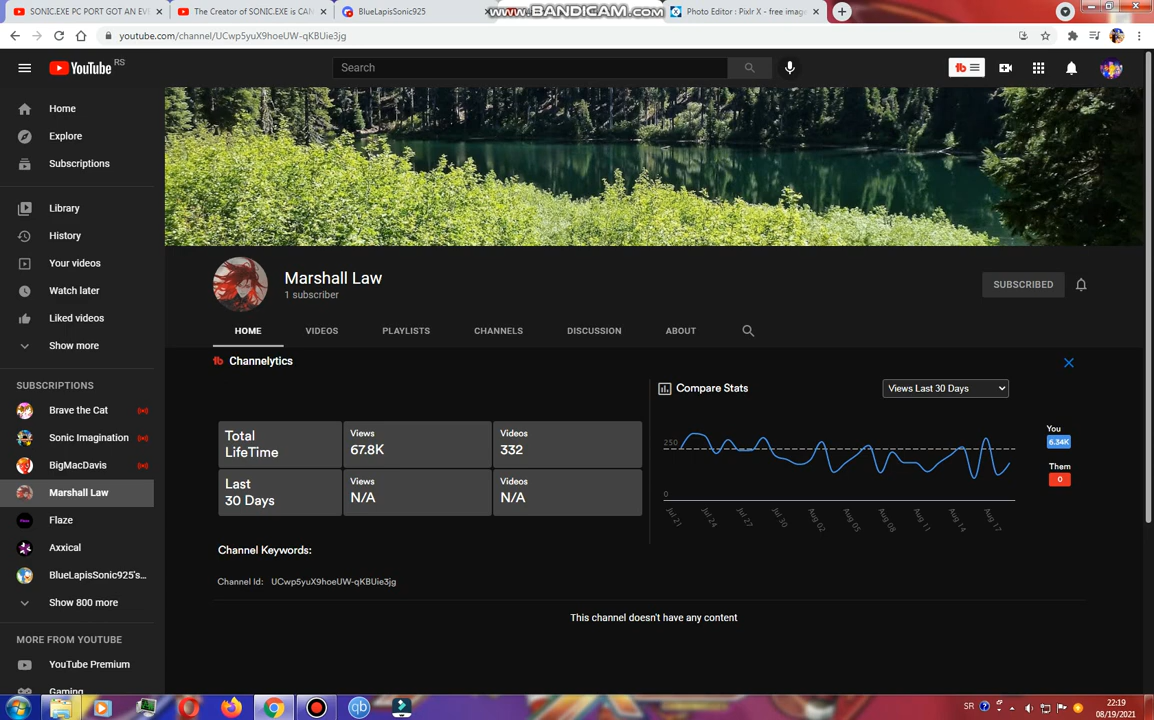 SONIC.EXE PC PORT GOT AN EV
The Creator of SONIC.EXE is CAN
BlueLapisSonic925
www.BANDICAM.com
Photo Editor : Pixlr X - free imag
youtube.com/channel/UCwp5yuX9hoeUW-qKBUie3jg
YouTube RS
Search
tb
Home
Explore
Subscriptions
Library
History
Your videos
Watch later
Liked videos
Show more
SUBSCRIPTIONS
Brave the Cat
Sonic Imagination
BigMacDavis
Marshall Law
Flaze
Axxical
BlueLapisSonic925's...
Show 800 more
MORE FROM YOUTUBE
YouTube Premium
Gaming
Marshall Law
1 subscriber
SUBSCRIBED
HOME VIDEOS PLAYLISTS CHANNELS DISCUSSION ABOUT
tb Channelytics
Total LifeTime
Views 67.8K
Videos 332
Last 30 Days
Views N/A
Videos N/A
Compare Stats
Views Last 30 Days
250
0
Jul 21 Jul 24 Jul 27 Jul 30 Aug 02 Aug 05 Aug 08 Aug 11 Aug 14 Aug 17
You
6.34K
Them
0
Channel Keywords:
Channel Id: UCwp5yuX9hoeUW-qKBUie3jg
This channel doesn't have any content
qb
SR
22:19
08/19/2021